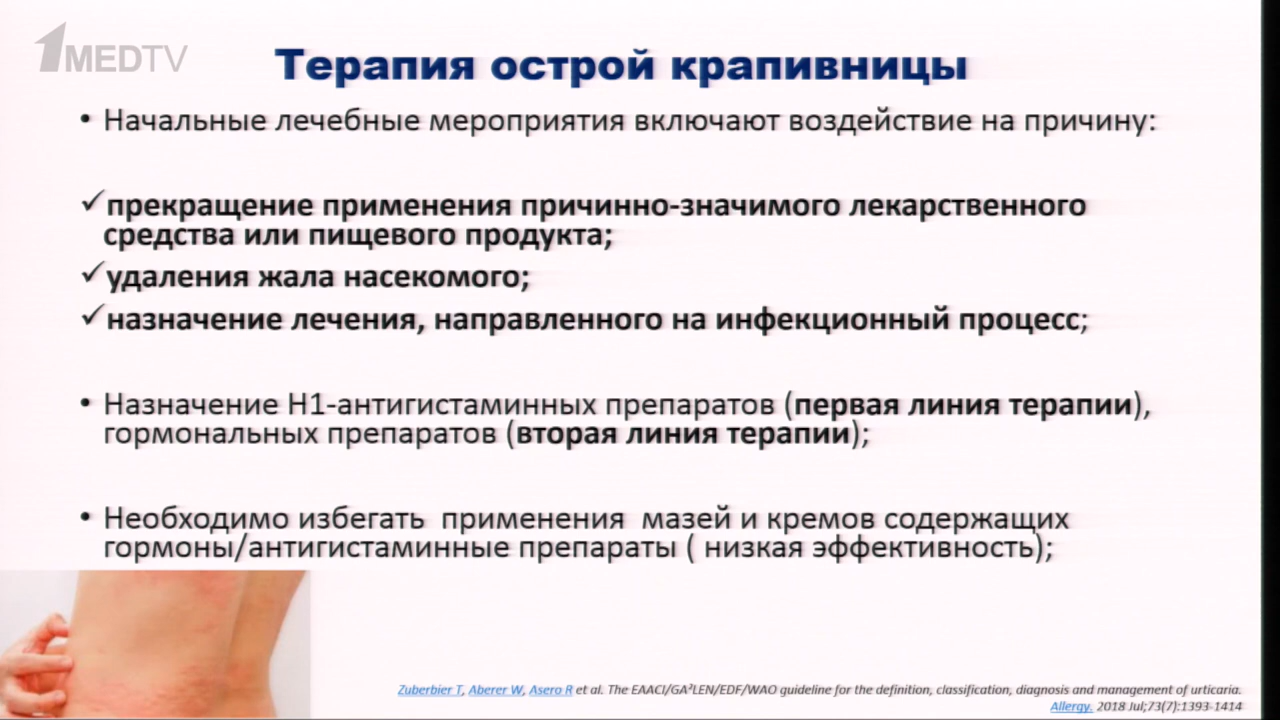 1MEDTV
Терапия острой крапивницы
• Начальные лечебные мероприятия включают воздействие на причину:
✓прекращение применения причинно-значимого лекарственного
средства или пищевого продукта;
✓удаления жала насекомого;
✓назначение лечения, направленного на инфекционный процесс;
• Назначение Н1-антигистаминных препаратов (первая линия терапии),
гормональных препаратов (вторая линия терапии);
• Необходимо избегать применения мазей и кремов содержащих
гормоны/антигистаминные препараты ( низкая эффективность);
Zuberbier T, Aberer W, Asero R et al. The EAACI/GA²LEN/EDF/WAO guideline for the definition, classification, diagnosis and management of urticaria.
Allergy. 2018 Jul;73(7):1393-1414